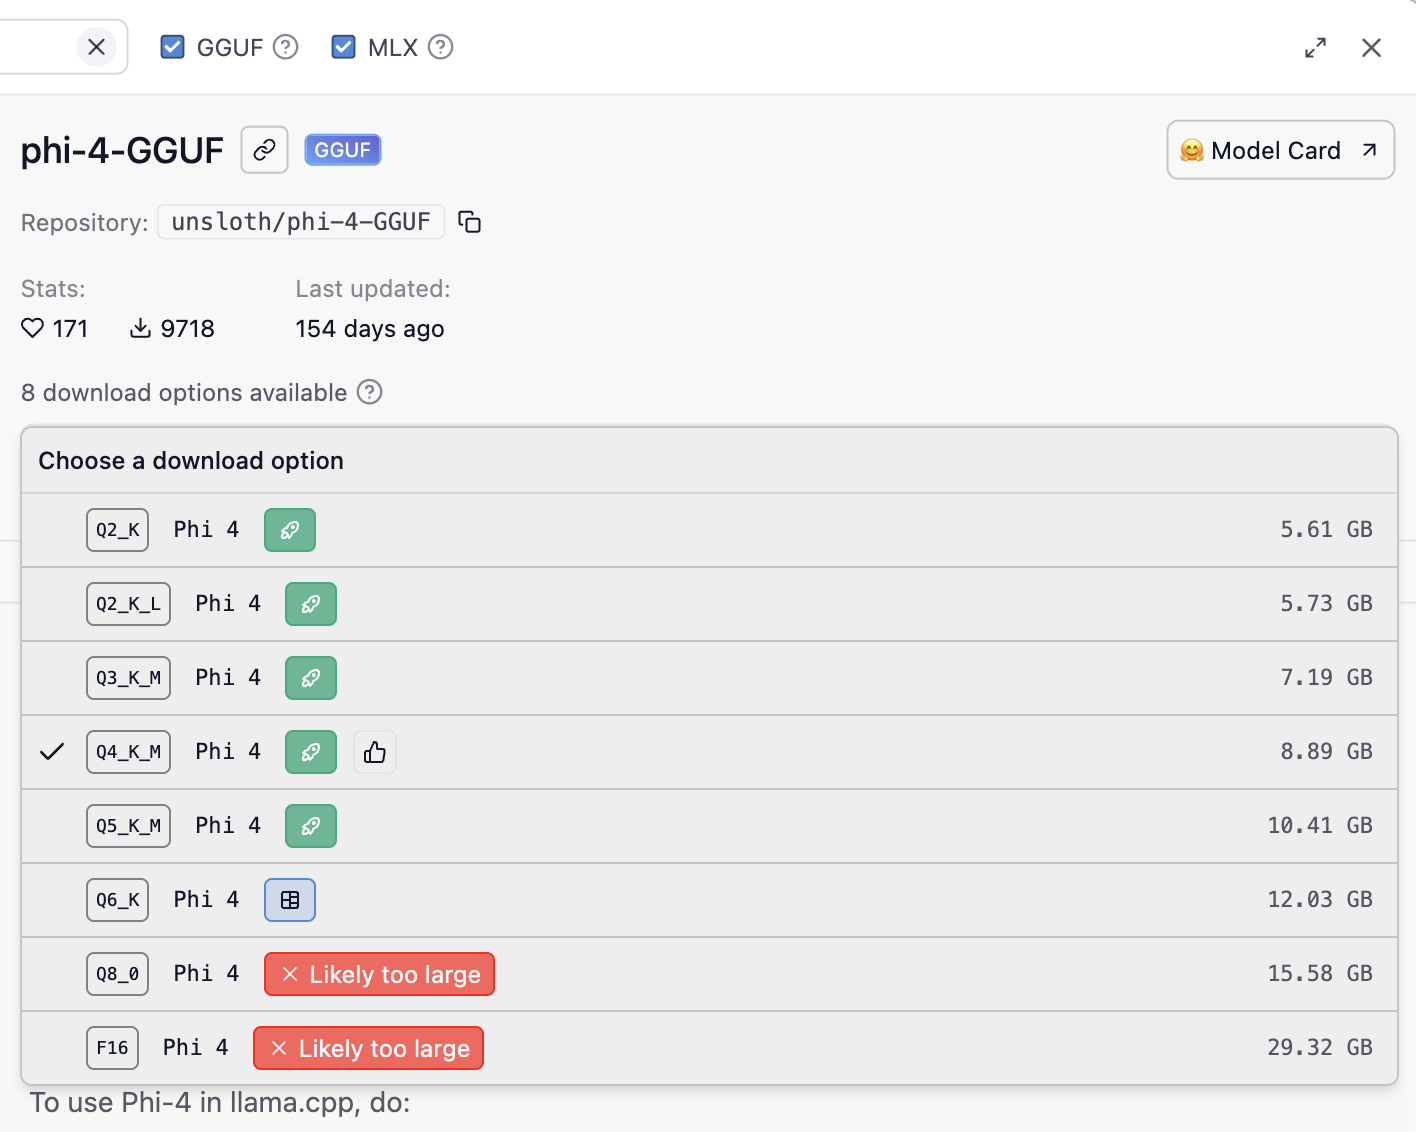 GGUF MLX
phi-4-GGUF GGUF 🤗 Model Card
Repository: unsloth/phi-4-GGUF
Stats: Last updated:
171 9718 154 days ago
8 download options available
Choose a download option
Q2_K Phi 4 5.61 GB
Q2_K_L Phi 4 5.73 GB
Q3_K_M Phi 4 7.19 GB
Q4_K_M Phi 4 8.89 GB
Q5_K_M Phi 4 10.41 GB
Q6_K Phi 4 12.03 GB
Q8_0 Phi 4 Likely too large 15.58 GB
F16 Phi 4 Likely too large 29.32 GB
To use Phi-4 in llama.cpp, do: